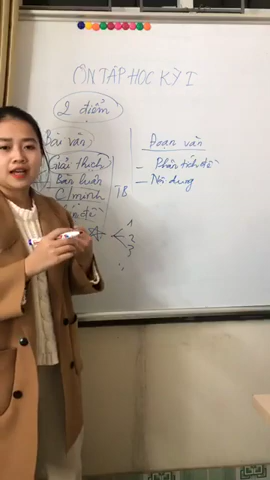 ÔN TẬP HỌC KỲ I
2 điểm
Bài văn
Giải thích
Bàn luận
C/minh
TB
đề
1
2
3
Đoạn văn
- Phân tích đề
- Nội dung